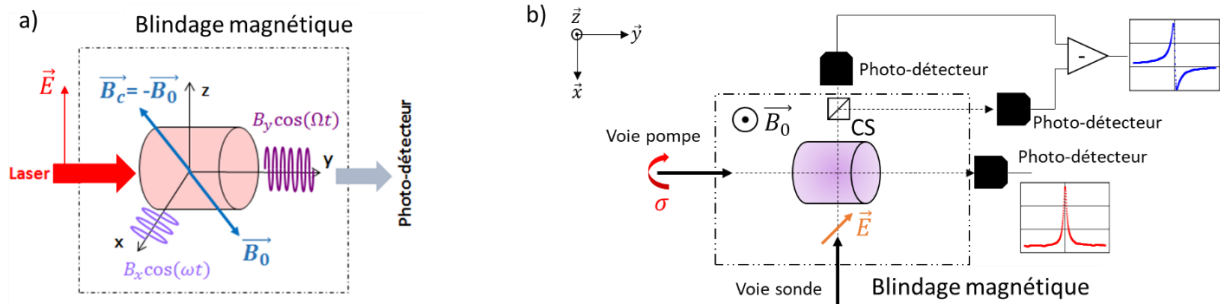 a)
Blindage magnétique
E
Bc = -B0
z
By cos(Ωt)
Laser
y
x
B0
Bx cos(ωt)
Photo-détecteur
b)
z
y
x
Photo-détecteur
-
B0
CS
Photo-détecteur
Voie pompe
σ
Photo-détecteur
E
Voie sonde
Blindage magnétique